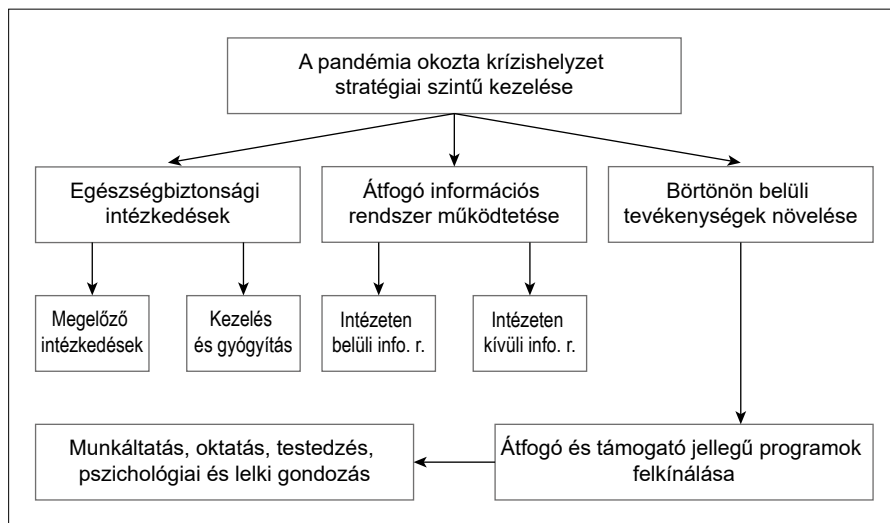 A pandémia okozta krízishelyzet
stratégiai szintű kezelése
Egészségbiztonsági
intézkedések
Átfogó információs
rendszer működtetése
Börtönön belüli
tevékenységek növelése
Megelőző
intézkedések
Kezelés
és gyógyítás
Intézeten
belüli info. r.
Intézeten
kívüli info. r.
Munkáltatás, oktatás, testedzés,
pszichológiai és lelki gondozás
Átfogó és támogató jellegű programok
felkínálása